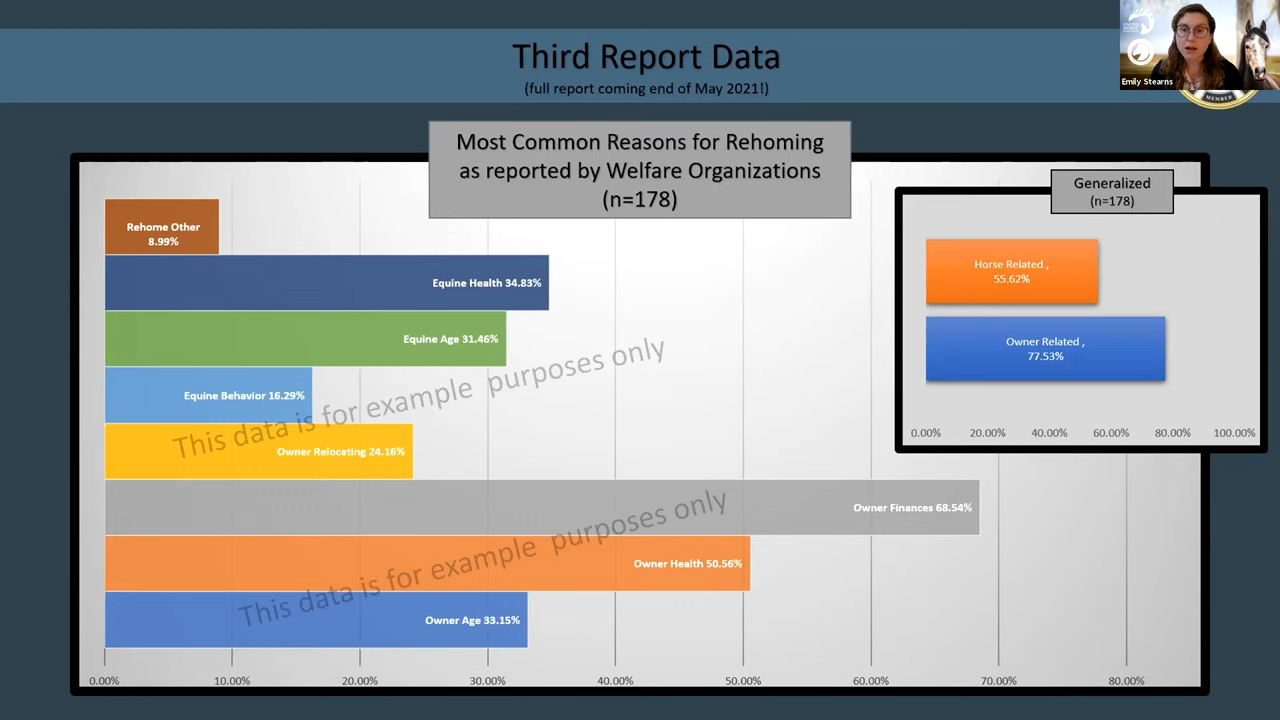 Third Report Data
(full report coming end of May 2021!)
Emily Stearns
MEMBER
Most Common Reasons for Rehoming
as reported by Welfare Organizations
(n=178)
Generalized
(n=178)
Horse Related ,
55.62%
Owner Related ,
77.53%
0.00% 20.00% 40.00% 60.00% 80.00% 100.00%
Rehome Other
8.99%
Equine Health 34.83%
Equine Age 31.46%
Equine Behavior 16.29%
This data is for example purposes only
Owner Relocating 24.16%
Owner Finances 68.54%
Owner Health 50.56%
This data is for example purposes only
Owner Age 33.15%
0.00% 10.00% 20.00% 30.00% 40.00% 50.00% 60.00% 70.00% 80.00%